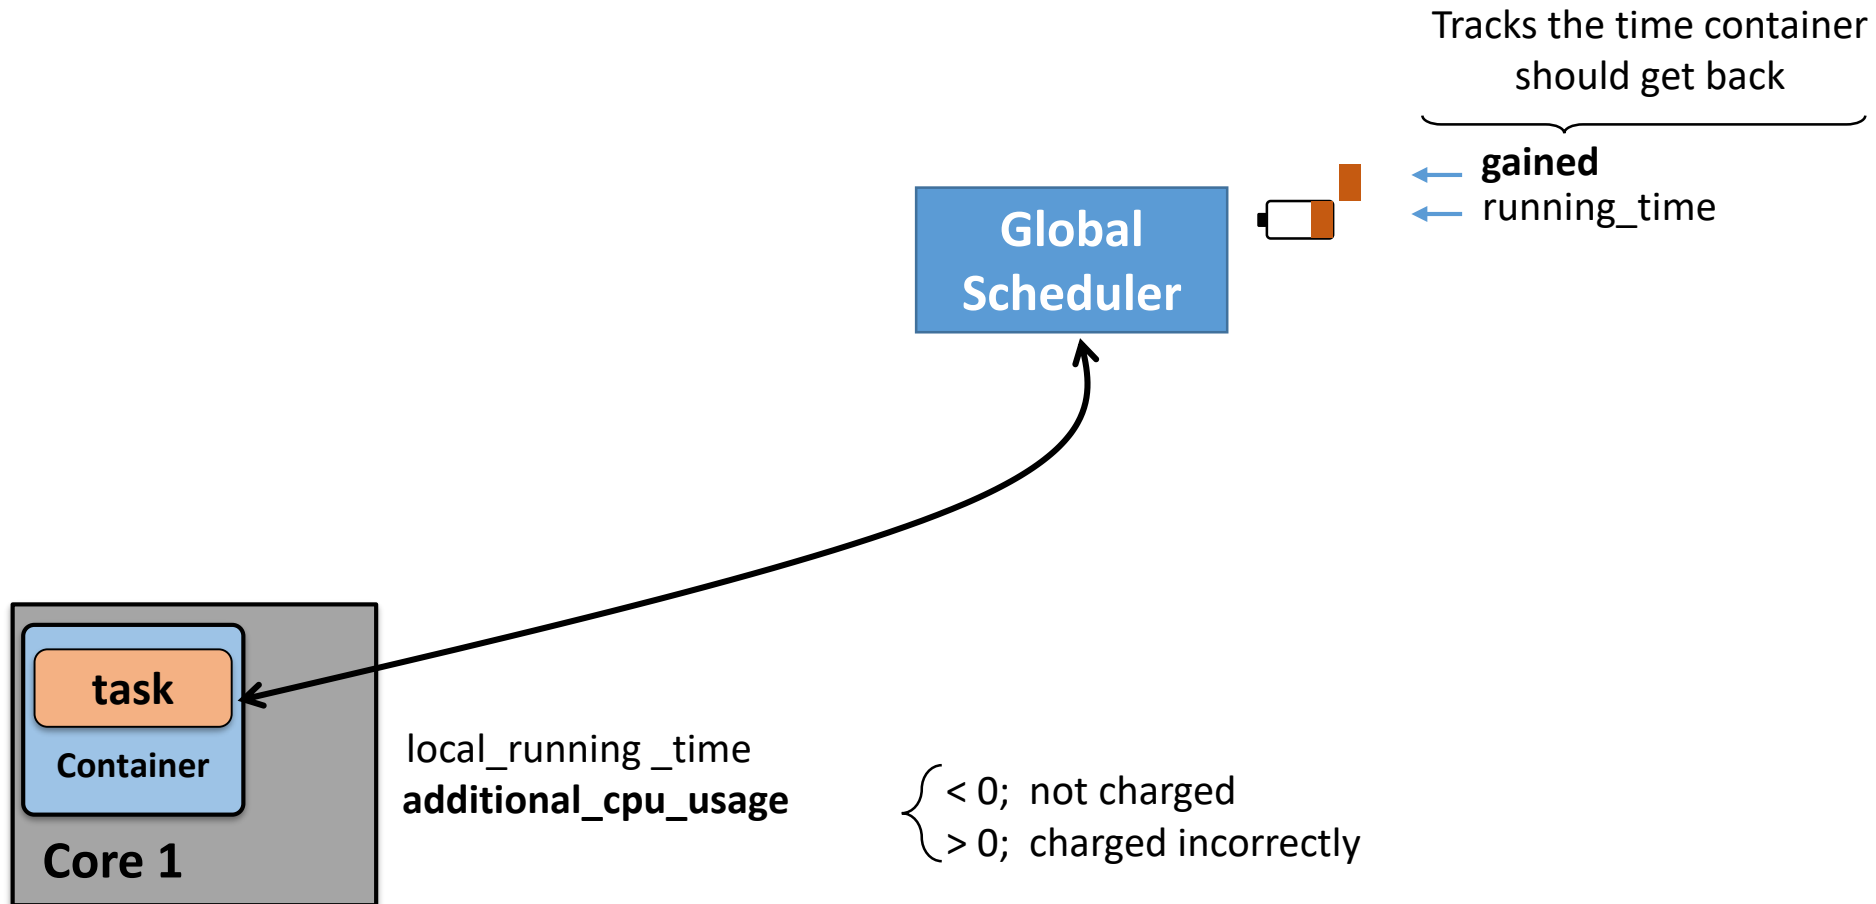 Tracks the time container
should get back
gained
running_time
Global
Scheduler
task
Container
Core 1
local_running _time
additional_cpu_usage
< 0;  not charged
> 0;  charged incorrectly